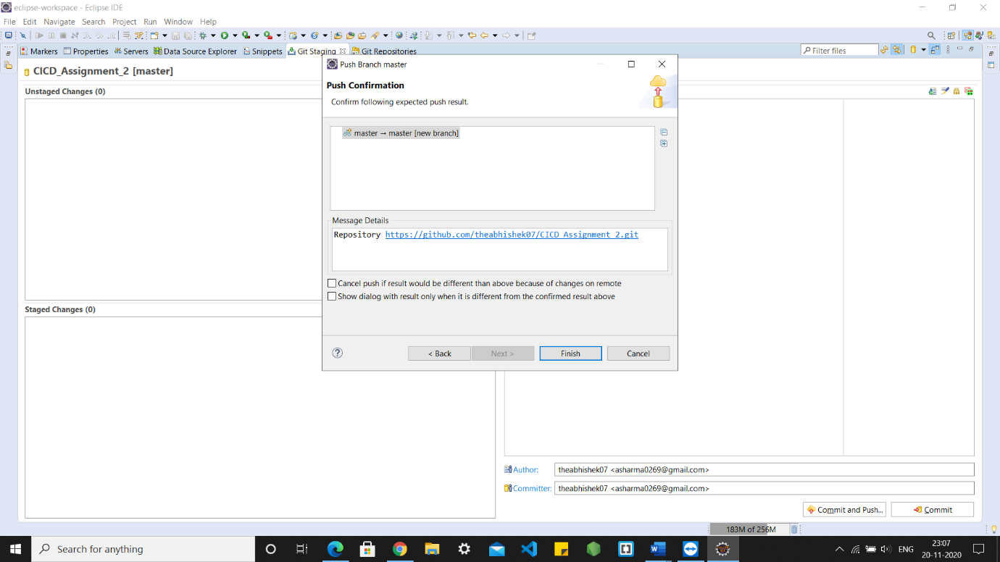 eclipse-workspace - Eclipse IDE
File Edit Navigate Search Project Run Window Help
Markers Properties Servers Data Source Explorer Snippets Git Staging Git Repositories
Filter files
CICD_Assignment_2 [master]
Unstaged Changes (0)
Push Branch master
Push Confirmation
Confirm following expected push result.
master → master [new branch]
Message Details
Repository https://github.com/theabhishek07/CICD_Assignment_2.git
Cancel push if result would be different than above because of changes on remote
Show dialog with result only when it is different from the confirmed result above
< Back Next > Finish Cancel
Staged Changes (0)
Author: theabhishek07 <asharma0269@gmail.com>
Committer: theabhishek07 <asharma0269@gmail.com>
Commit and Push... Commit
183M of 256M
Search for anything
ENG
23:07
20-11-2020